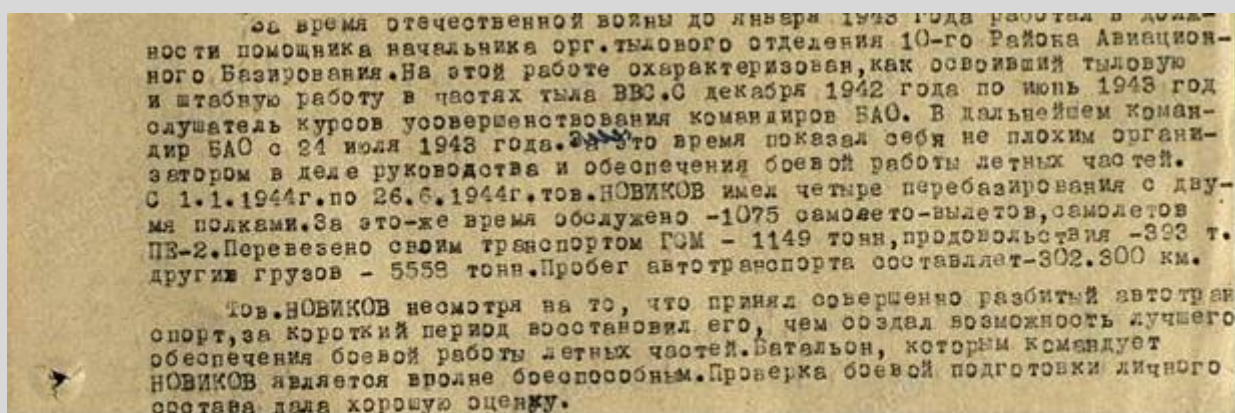 За время отечественной войны до января 1943 года работал в долж-
ности помощника начальника орг.тылового отделения 10-го Района Авиацион-
ного Базирования.На этой работе охарактеризован,как освоивший тыловую
и штабную работу в частях тыла ВВС.С декабря 1942 года по июнь 1943 год
слушатель курсов усовершенствования командиров БАО. В дальнейшем коман-
дир БАО с 24 июля 1943 года.За это время показал себя не плохим органи-
затором в деле руководства и обеспечения боевой работы летных частей.
С 1.1.1944г.по 26.6.1944г.тов.НОВИКОВ имел четыре перебазирования с дву-
мя полками.За это-же время обслужено -1075 самолето-вылетов,самолетов
ПЕ-2.Перевезено своим транспортом ГСМ - 1149 тонн,продовольствия -393 т.
других грузов - 5558 тонн.Пробег автотранспорта составляет-302.300 км.
Тов.НОВИКОВ несмотря на то, что принял совершенно разбитый автотран
спорт,за короткий период восстановил его, чем создал возможность лучшего
обеспечения боевой работы летных частей.Батальон, которым командует
НОВИКОВ является вполне боеспособным.Проверка боевой подготовки личного
состава дала хорошую оценку.